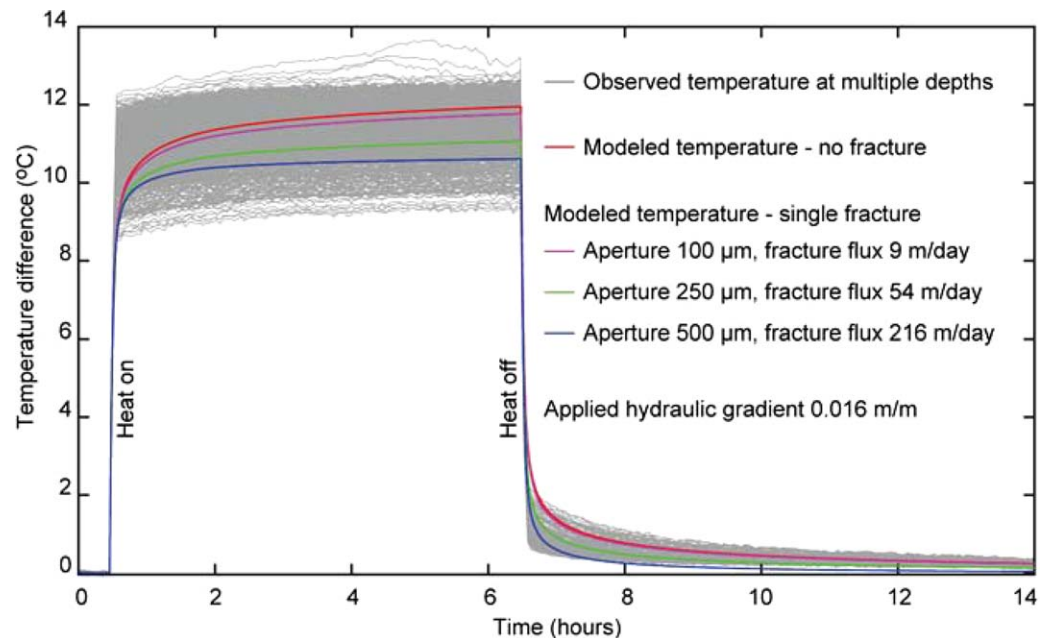 14
12
10
8
6
4
2
0
Temperature difference (ºC)
Heat on
Heat off
Observed temperature at multiple depths
Modeled temperature - no fracture
Modeled temperature - single fracture
Aperture 100 µm, fracture flux 9 m/day
Aperture 250 µm, fracture flux 54 m/day
Aperture 500 µm, fracture flux 216 m/day
Applied hydraulic gradient 0.016 m/m
0 2 4 6 8 10 12 14
Time (hours)